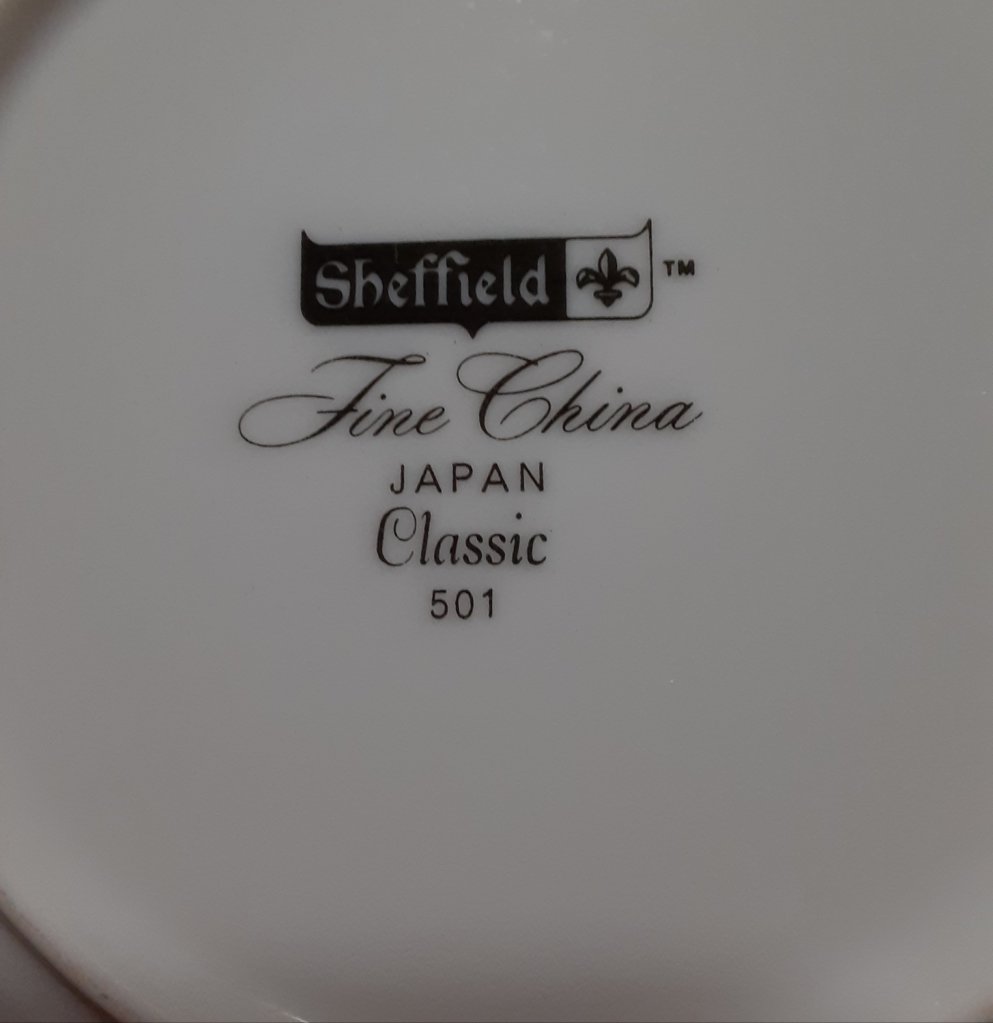 Sheffield TM
Fine China
JAPAN
Classic
501